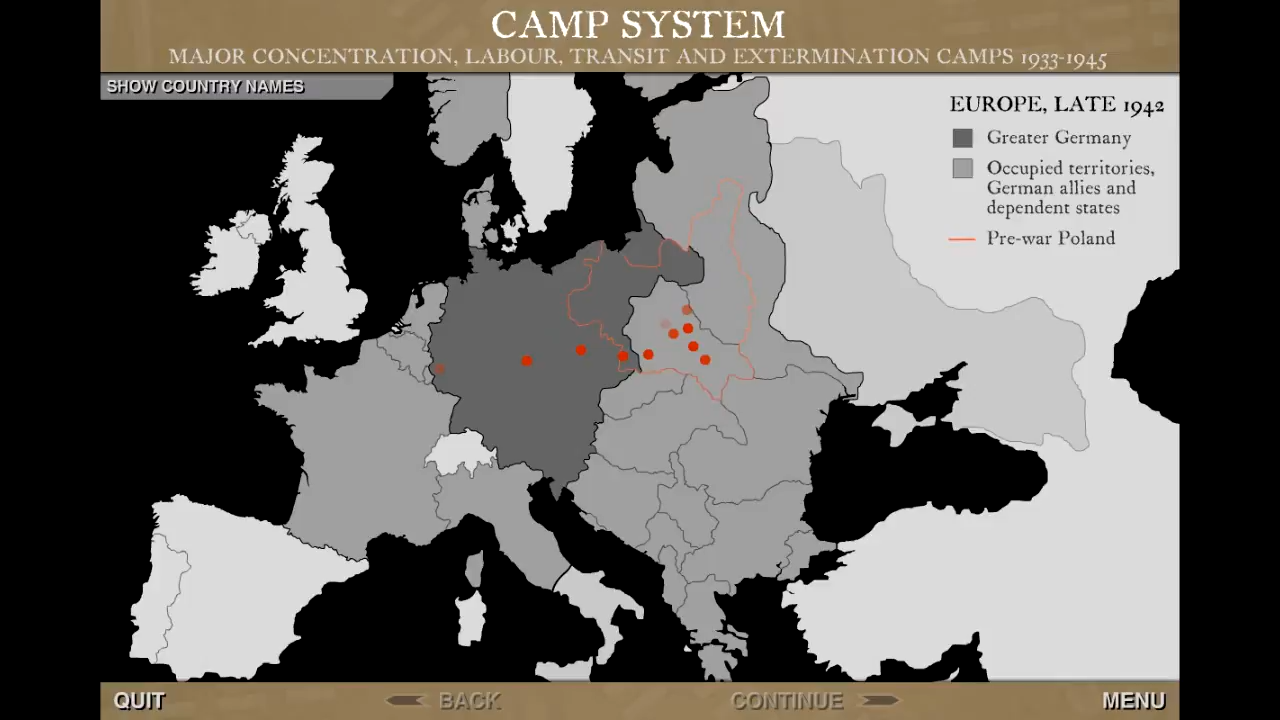 CAMP SYSTEM
MAJOR CONCENTRATION, LABOUR, TRANSIT AND EXTERMINATION CAMPS 1933-1945
SHOW COUNTRY NAMES
EUROPE, LATE 1942
Greater Germany
Occupied territories,
German allies and
dependent states
Pre-war Poland
QUIT
BACK
CONTINUE
MENU